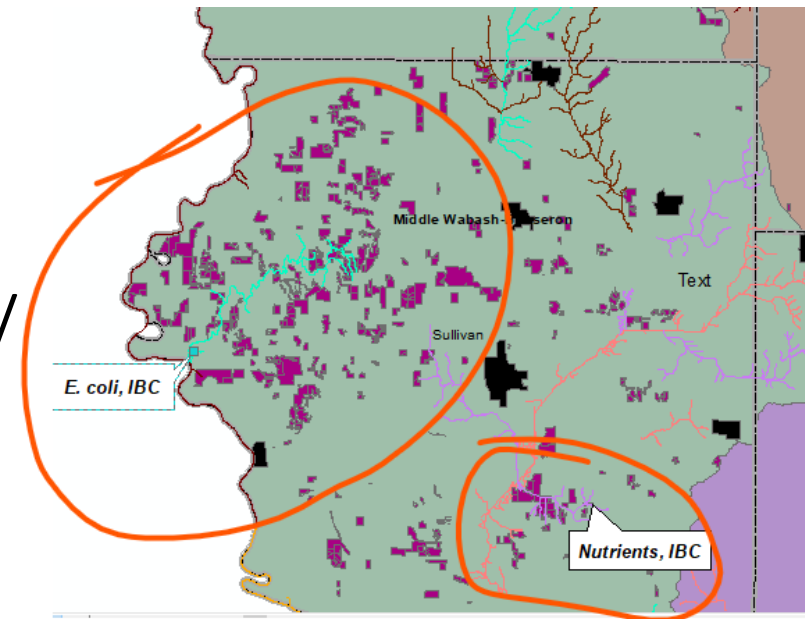 Middle Wabash-
Text
Sullivan
E. coli, IBC
Nutrients, IBC